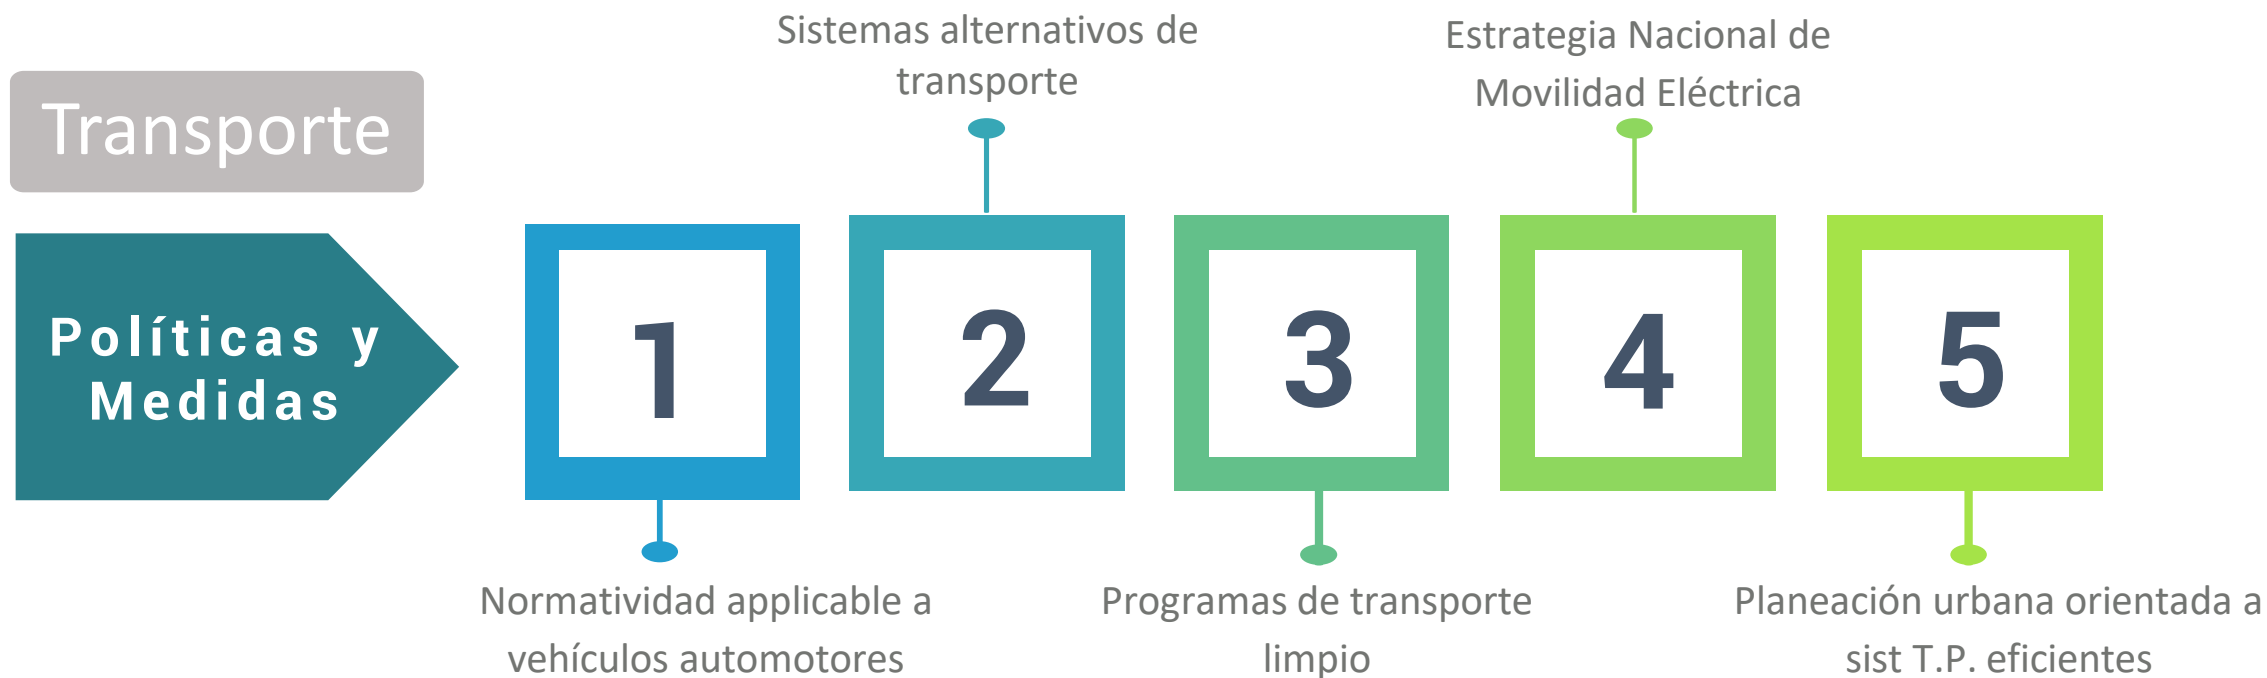 Transporte
Políticas y
Medidas
1
Normatividad applicable a
vehículos automotores
Sistemas alternativos de
transporte
2
3
Programas de transporte
limpio
Estrategia Nacional de
Movilidad Eléctrica
4
5
Planeación urbana orientada a
sist T.P. eficientes